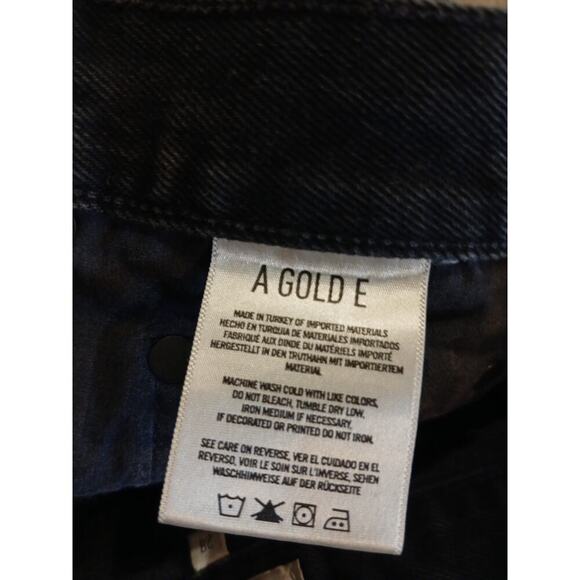 A GOLD E
MADE IN TURKEY OF IMPORTED MATERIALS
HECHO EN TURQUIA DE MATERIALES IMPORTADOS
FABRIQUÉ AUX DINDE DU MATÉRIELS IMPORTÉ
HERGESTELLT IN DEN TRUTHAHN MIT IMPORTIERTEM
MATERIAL
MACHINE WASH COLD WITH LIKE COLORS,
DO NOT BLEACH, TUMBLE DRY LOW,
IRON MEDIUM IF NECESSARY,
IF DECORATED OR PRINTED DO NOT IRON.
SEE CARE ON REVERSE, VER EL CUIDADO EN EL
REVERSO, VOIR LE SOIN SUR L'INVERSE, SEHEN
WASCHHINWEISE AUF DER RÜCKSEITE
28